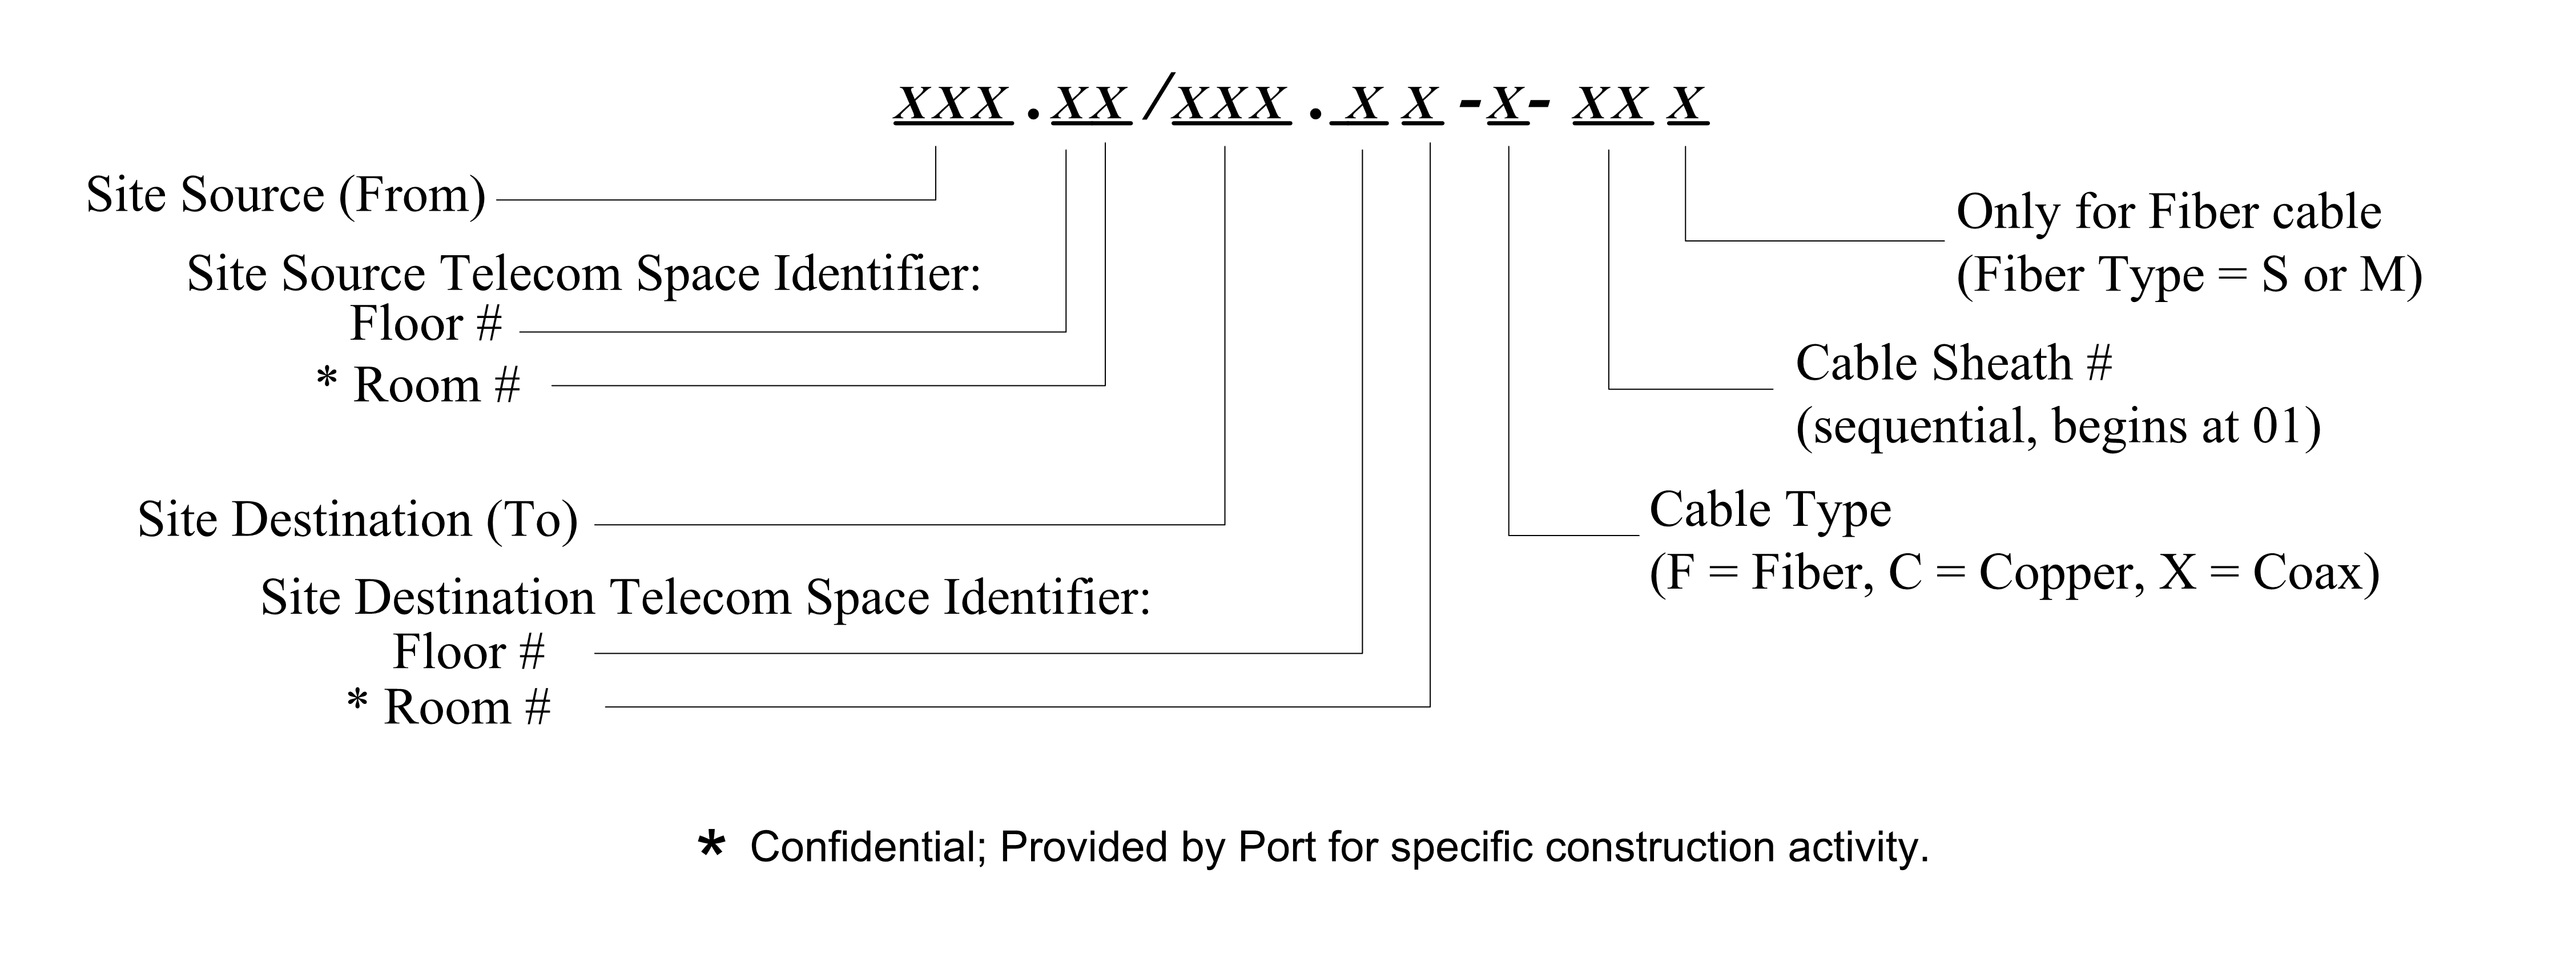 xxx.xx/xxx. x x -x- xx x
Site Source (From)
Site Source Telecom Space Identifier:
Floor #
* Room #
Site Destination (To)
Site Destination Telecom Space Identifier:
Floor #
* Room #
Only for Fiber cable
(Fiber Type = S or M)
Cable Sheath #
(sequential, begins at 01)
Cable Type
(F = Fiber, C = Copper, X = Coax)
* Confidential; Provided by Port for specific construction activity.